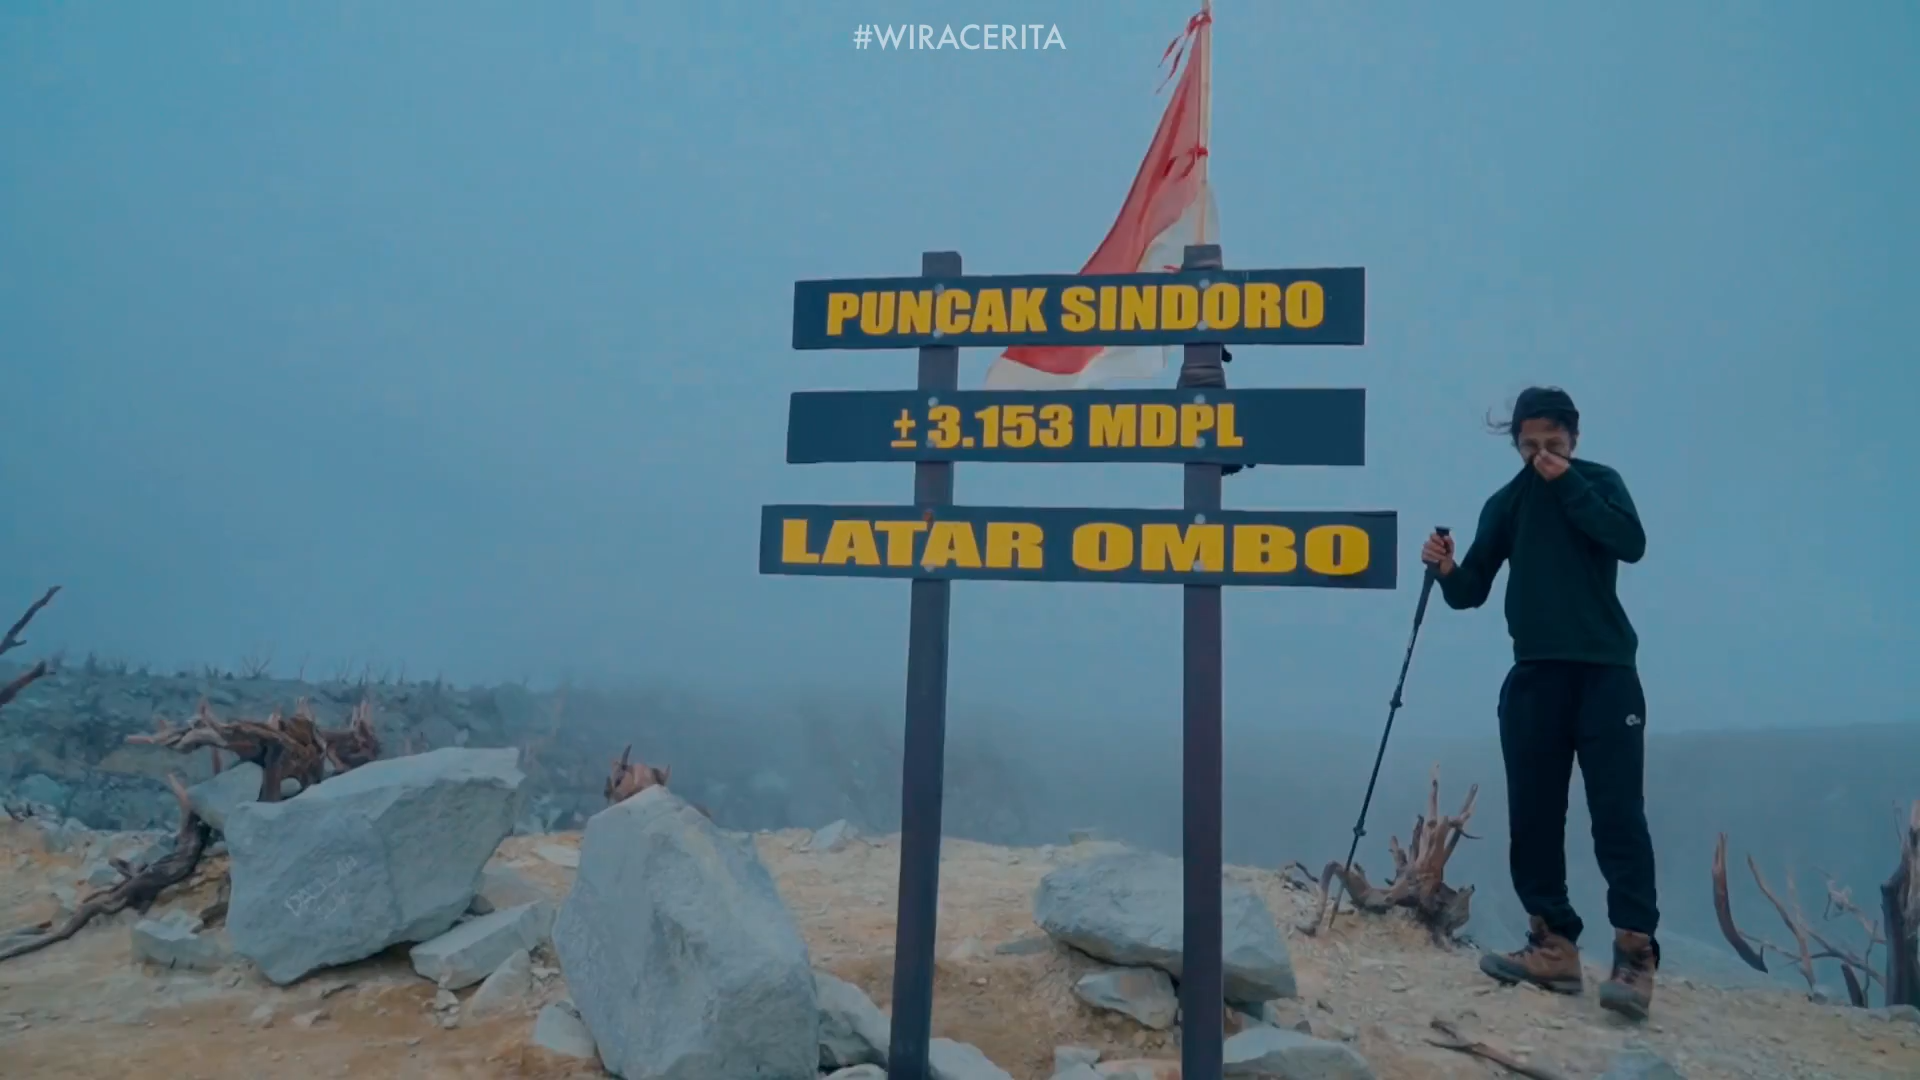 #WIRACERITA
PUNCAK SINDORO
± 3.153 MDPL
LATAR OMBO